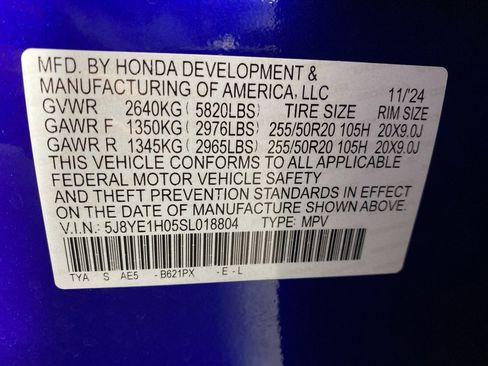 MFD. BY HONDA DEVELOPMENT &
MANUFACTURING OF AMERICA, LLC 11/'24
GVWR 2640KG( 5820LBS) TIRE SIZE RIM SIZE
GAWR F 1350KG( 2976LBS) 255/50R20 105H 20X9.0J
GAWR R 1345KG( 2965LBS) 255/50R20 105H 20X9.0J
THIS VEHICLE CONFORMS TO ALL APPLICABLE
FEDERAL MOTOR VEHICLE SAFETY
AND THEFT PREVENTION STANDARDS IN EFFECT
ON THE DATE OF MANUFACTURE SHOWN ABOVE.
V.I.N.: 5J8YE1H05SL018804 TYPE: MPV
TYA S AE5 - B621PX - E - L